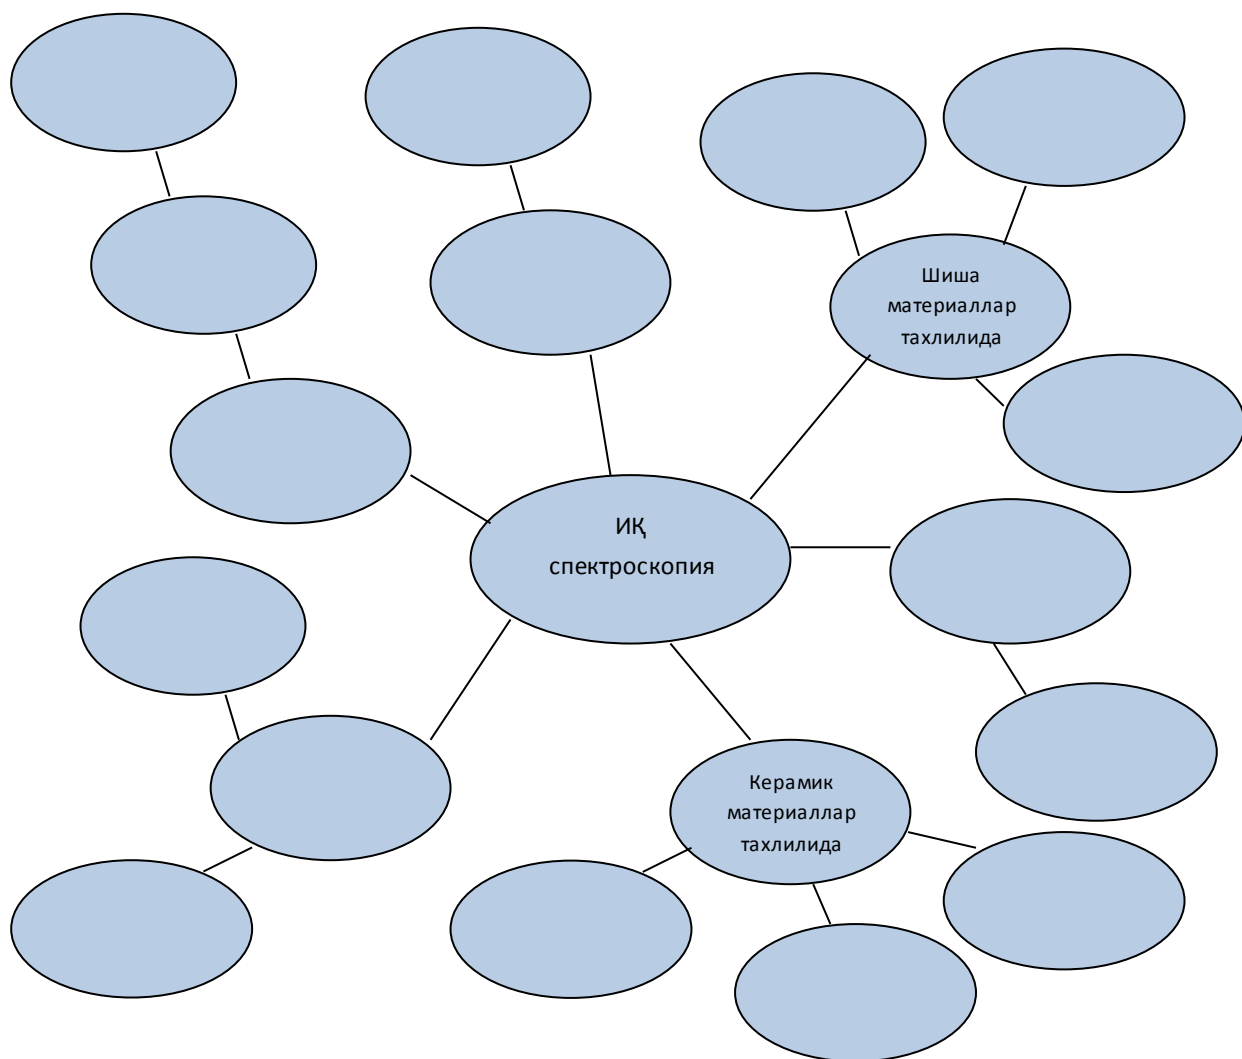 Шиша
материаллар
тахлилида
ИҚ
спектроскопия
Керамик
материаллар
тахлилида